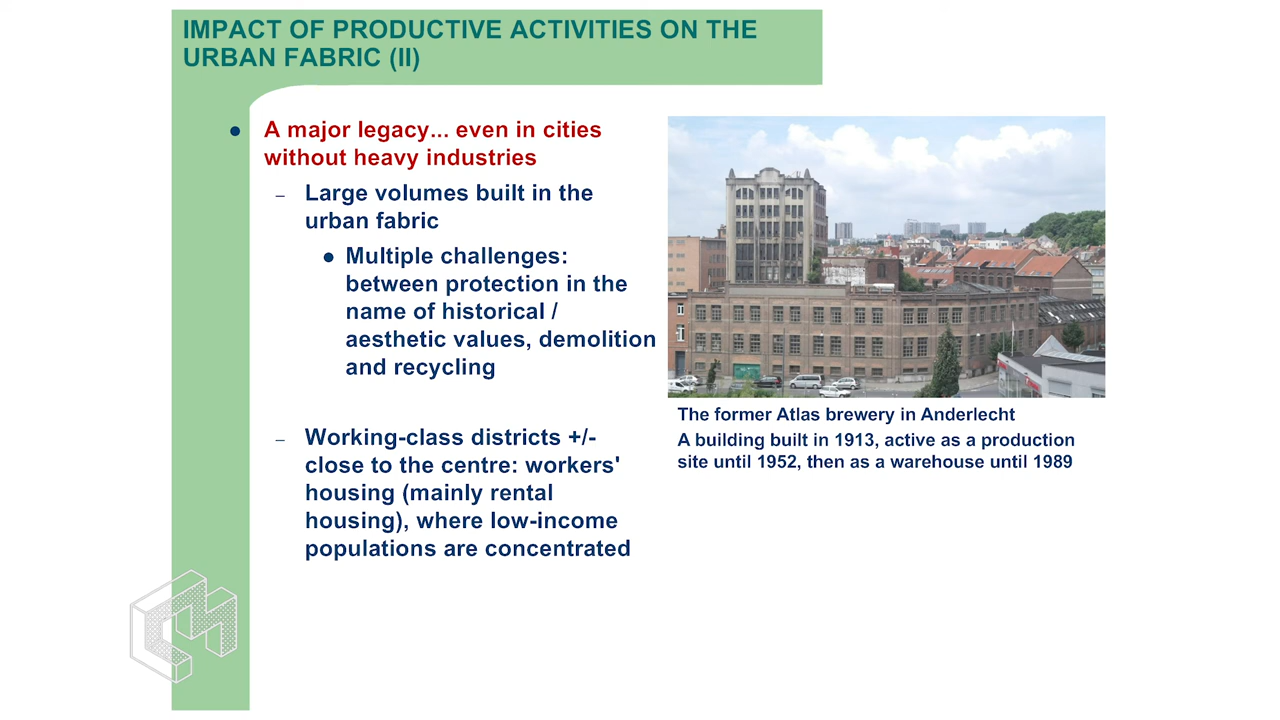 IMPACT OF PRODUCTIVE ACTIVITIES ON THE
URBAN FABRIC (II)
A major legacy... even in cities
without heavy industries
– Large volumes built in the
urban fabric
Multiple challenges:
between protection in the
name of historical /
aesthetic values, demolition
and recycling
– Working-class districts +/-
close to the centre: workers'
housing (mainly rental
housing), where low-income
populations are concentrated
The former Atlas brewery in Anderlecht
A building built in 1913, active as a production
site until 1952, then as a warehouse until 1989